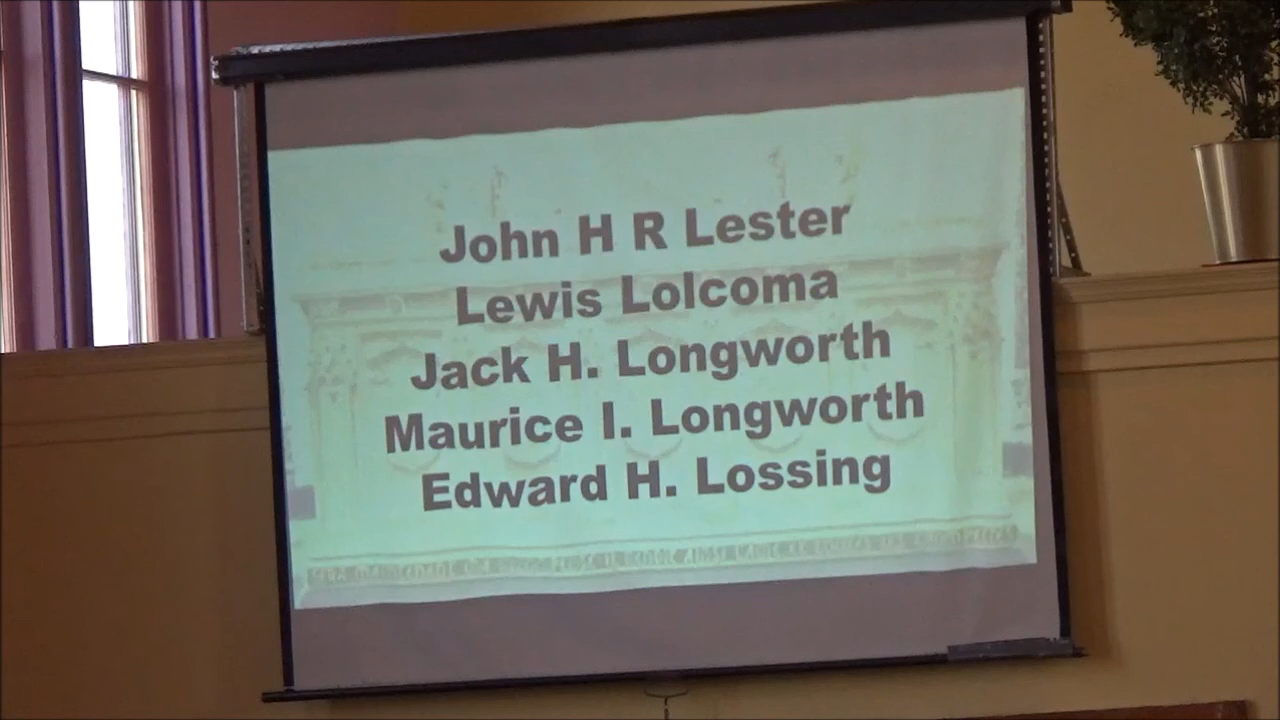 John H R Lester
Lewis Lolcoma
Jack H. Longworth
Maurice I. Longworth
Edward H. Lossing